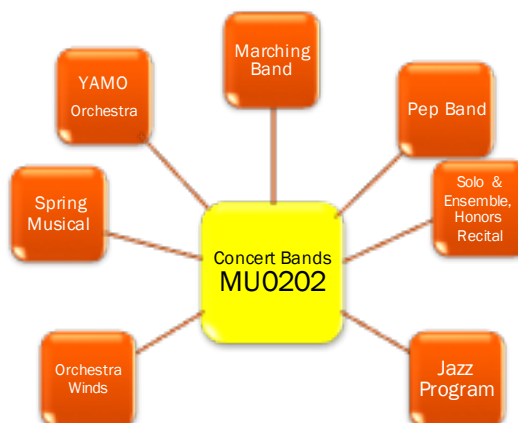 Marching
Band
YAMO
Orchestra
Pep Band
Solo &
Ensemble,
Honors
Recital
Spring
Musical
Concert Bands
MU0202
Orchestra
Winds
Jazz
Program